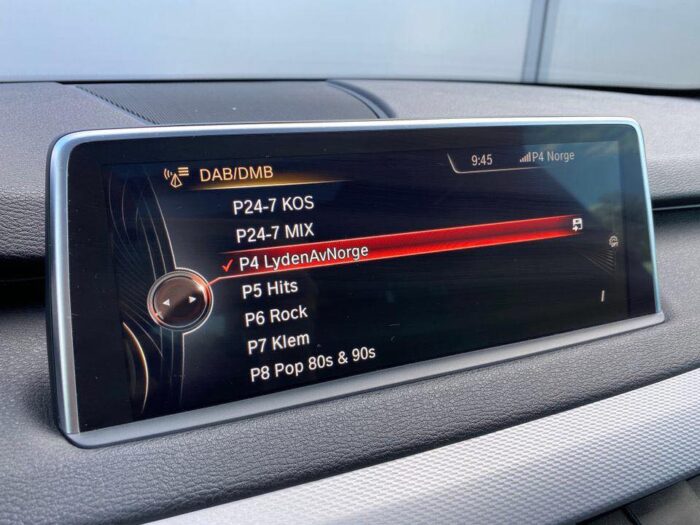 DAB/DMB
9:45
P4 Norge
P24-7 KOS
P24-7 MIX
P4 LydenAvNorge
P5 Hits
P6 Rock
P7 Klem
P8 Pop 80s & 90s